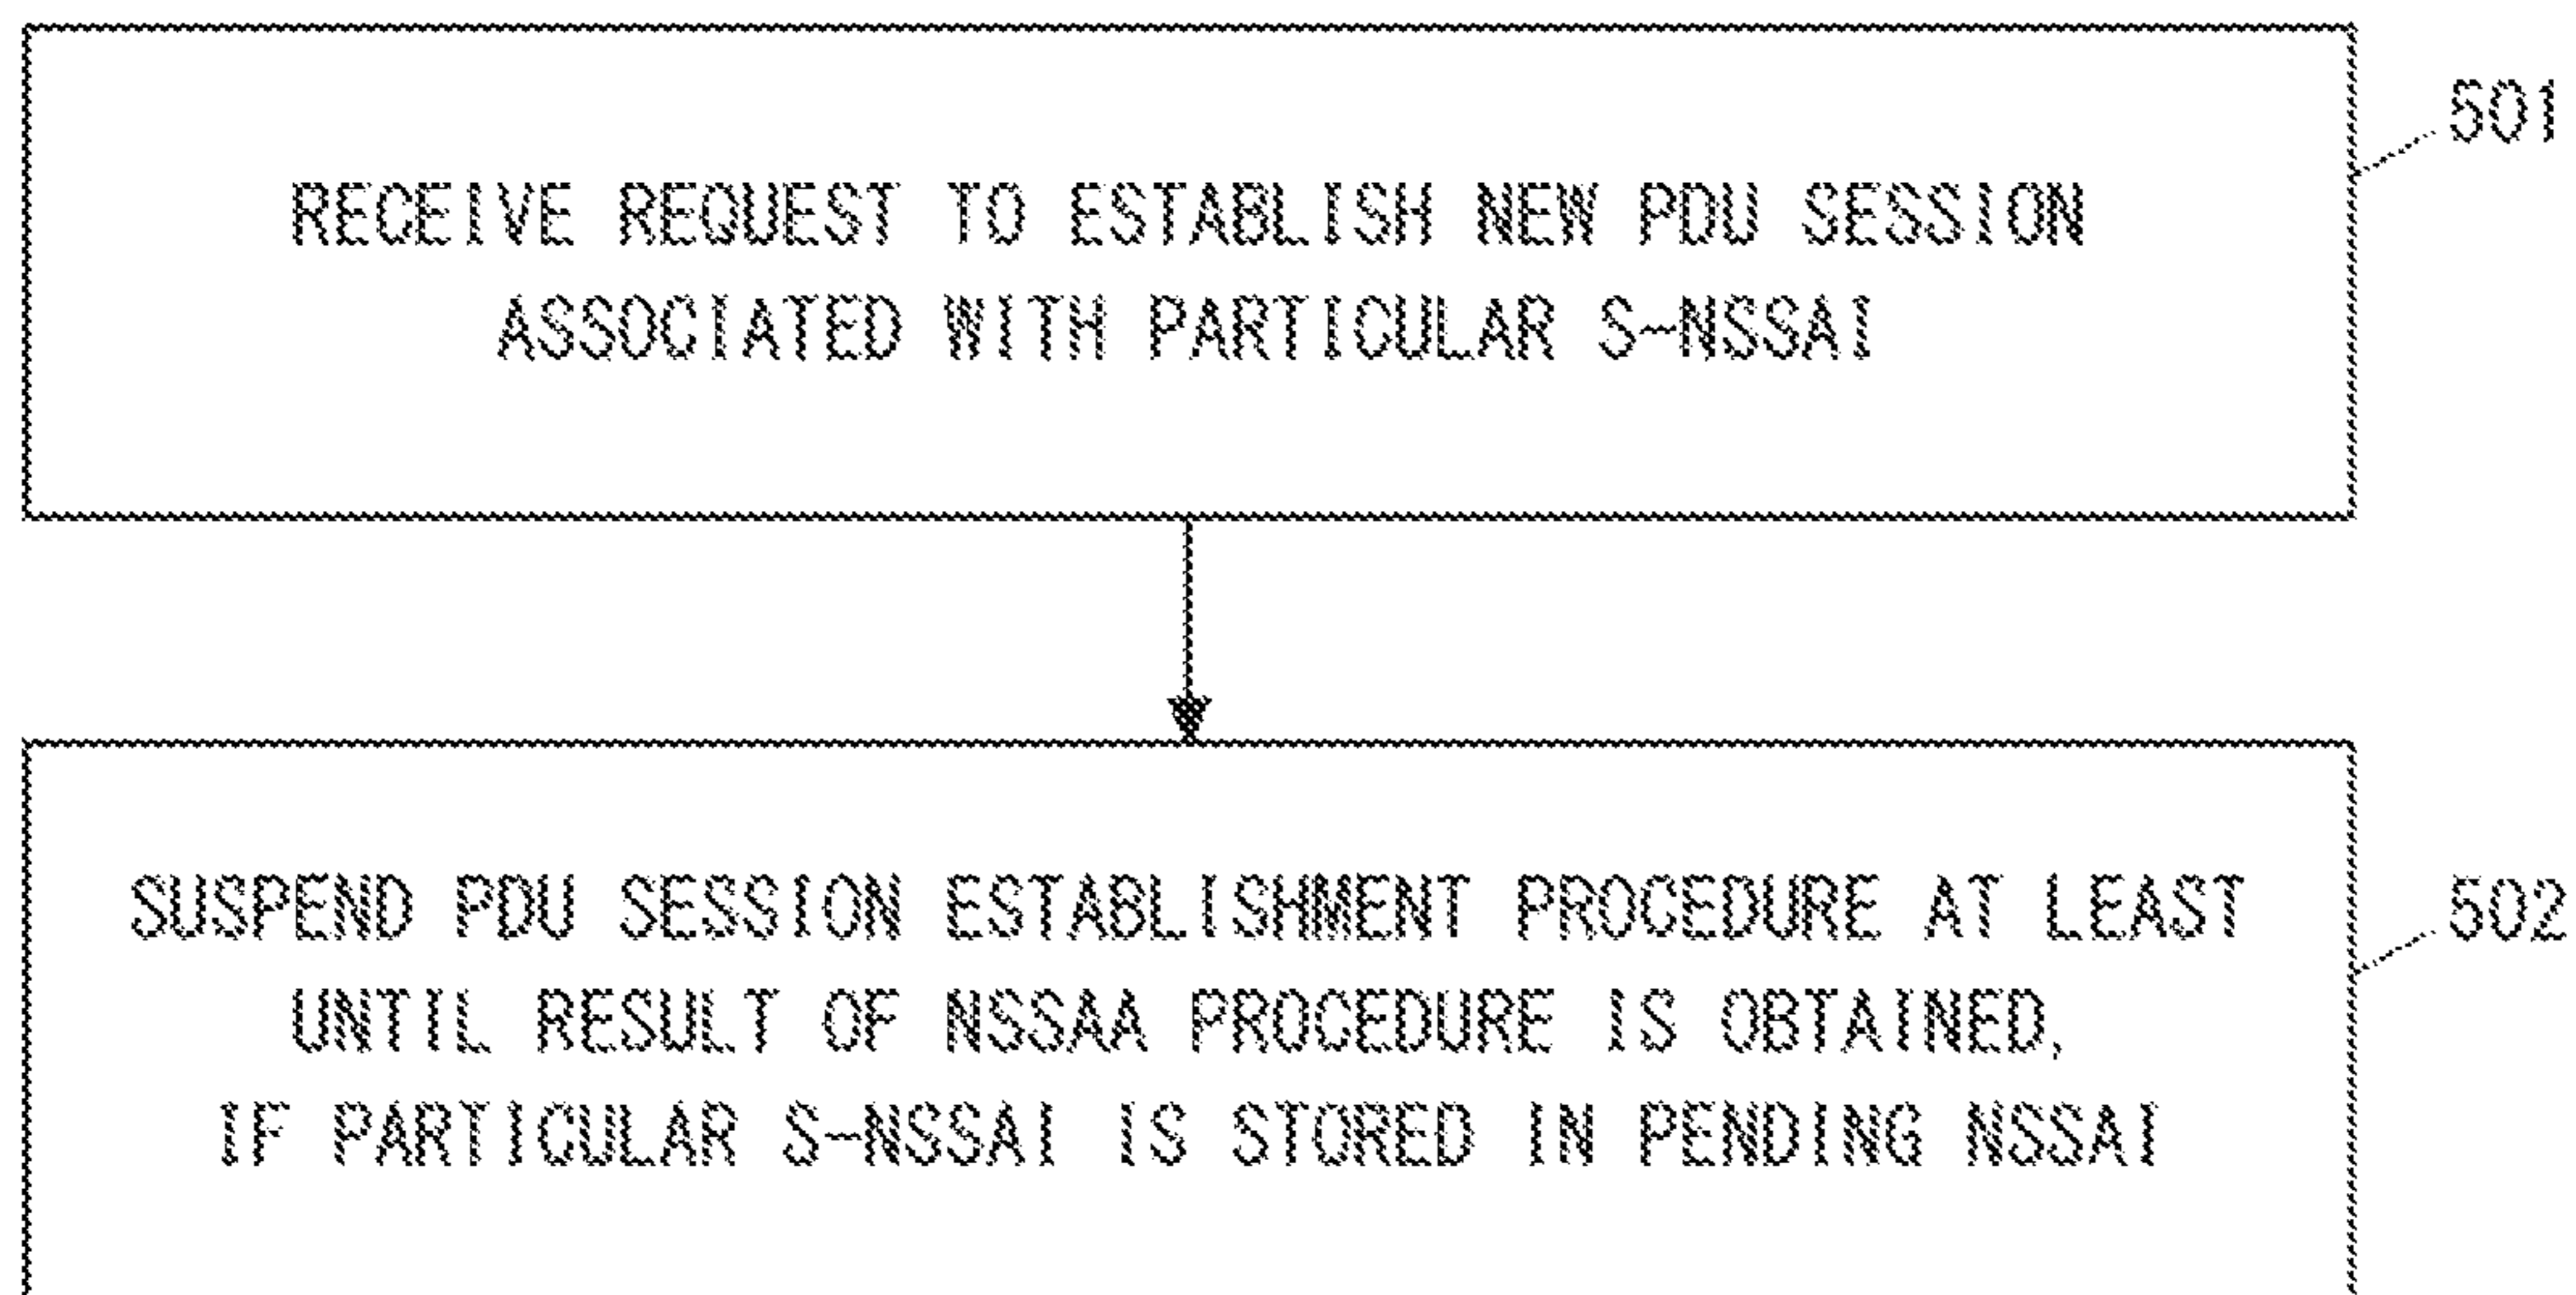 RECEIVE REQUEST TO ESTABLISH NEW PDU SESSION
ASSOCIATED WITH PARTICULAR S-NSSAI
501
SUSPEND PDU SESSION ESTABLISHMENT PROCEDURE AT LEAST
UNTIL RESULT OF NSSAA PROCEDURE IS OBTAINED,
IF PARTICULAR S-NSSAI IS STORED IN PENDING NSSAI
502